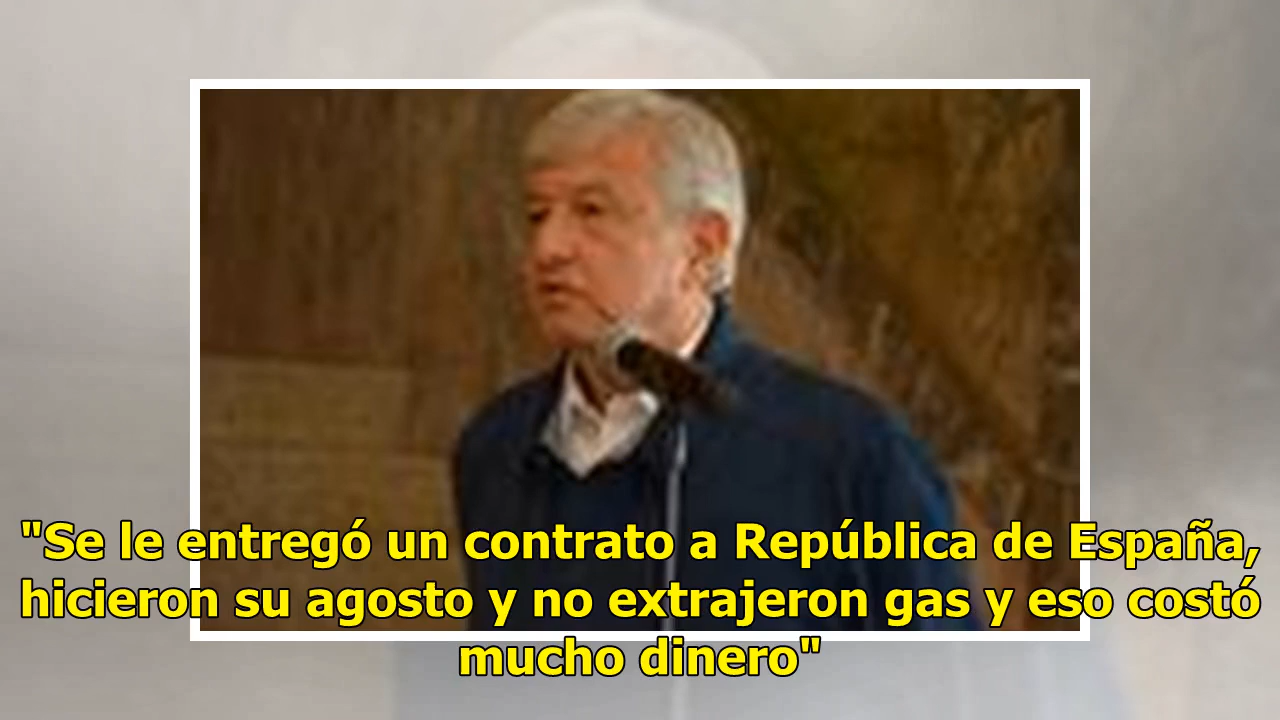 "Se le entregó un contrato a República de España,
hicieron su agosto y no extrajeron gas y eso costó
mucho dinero"